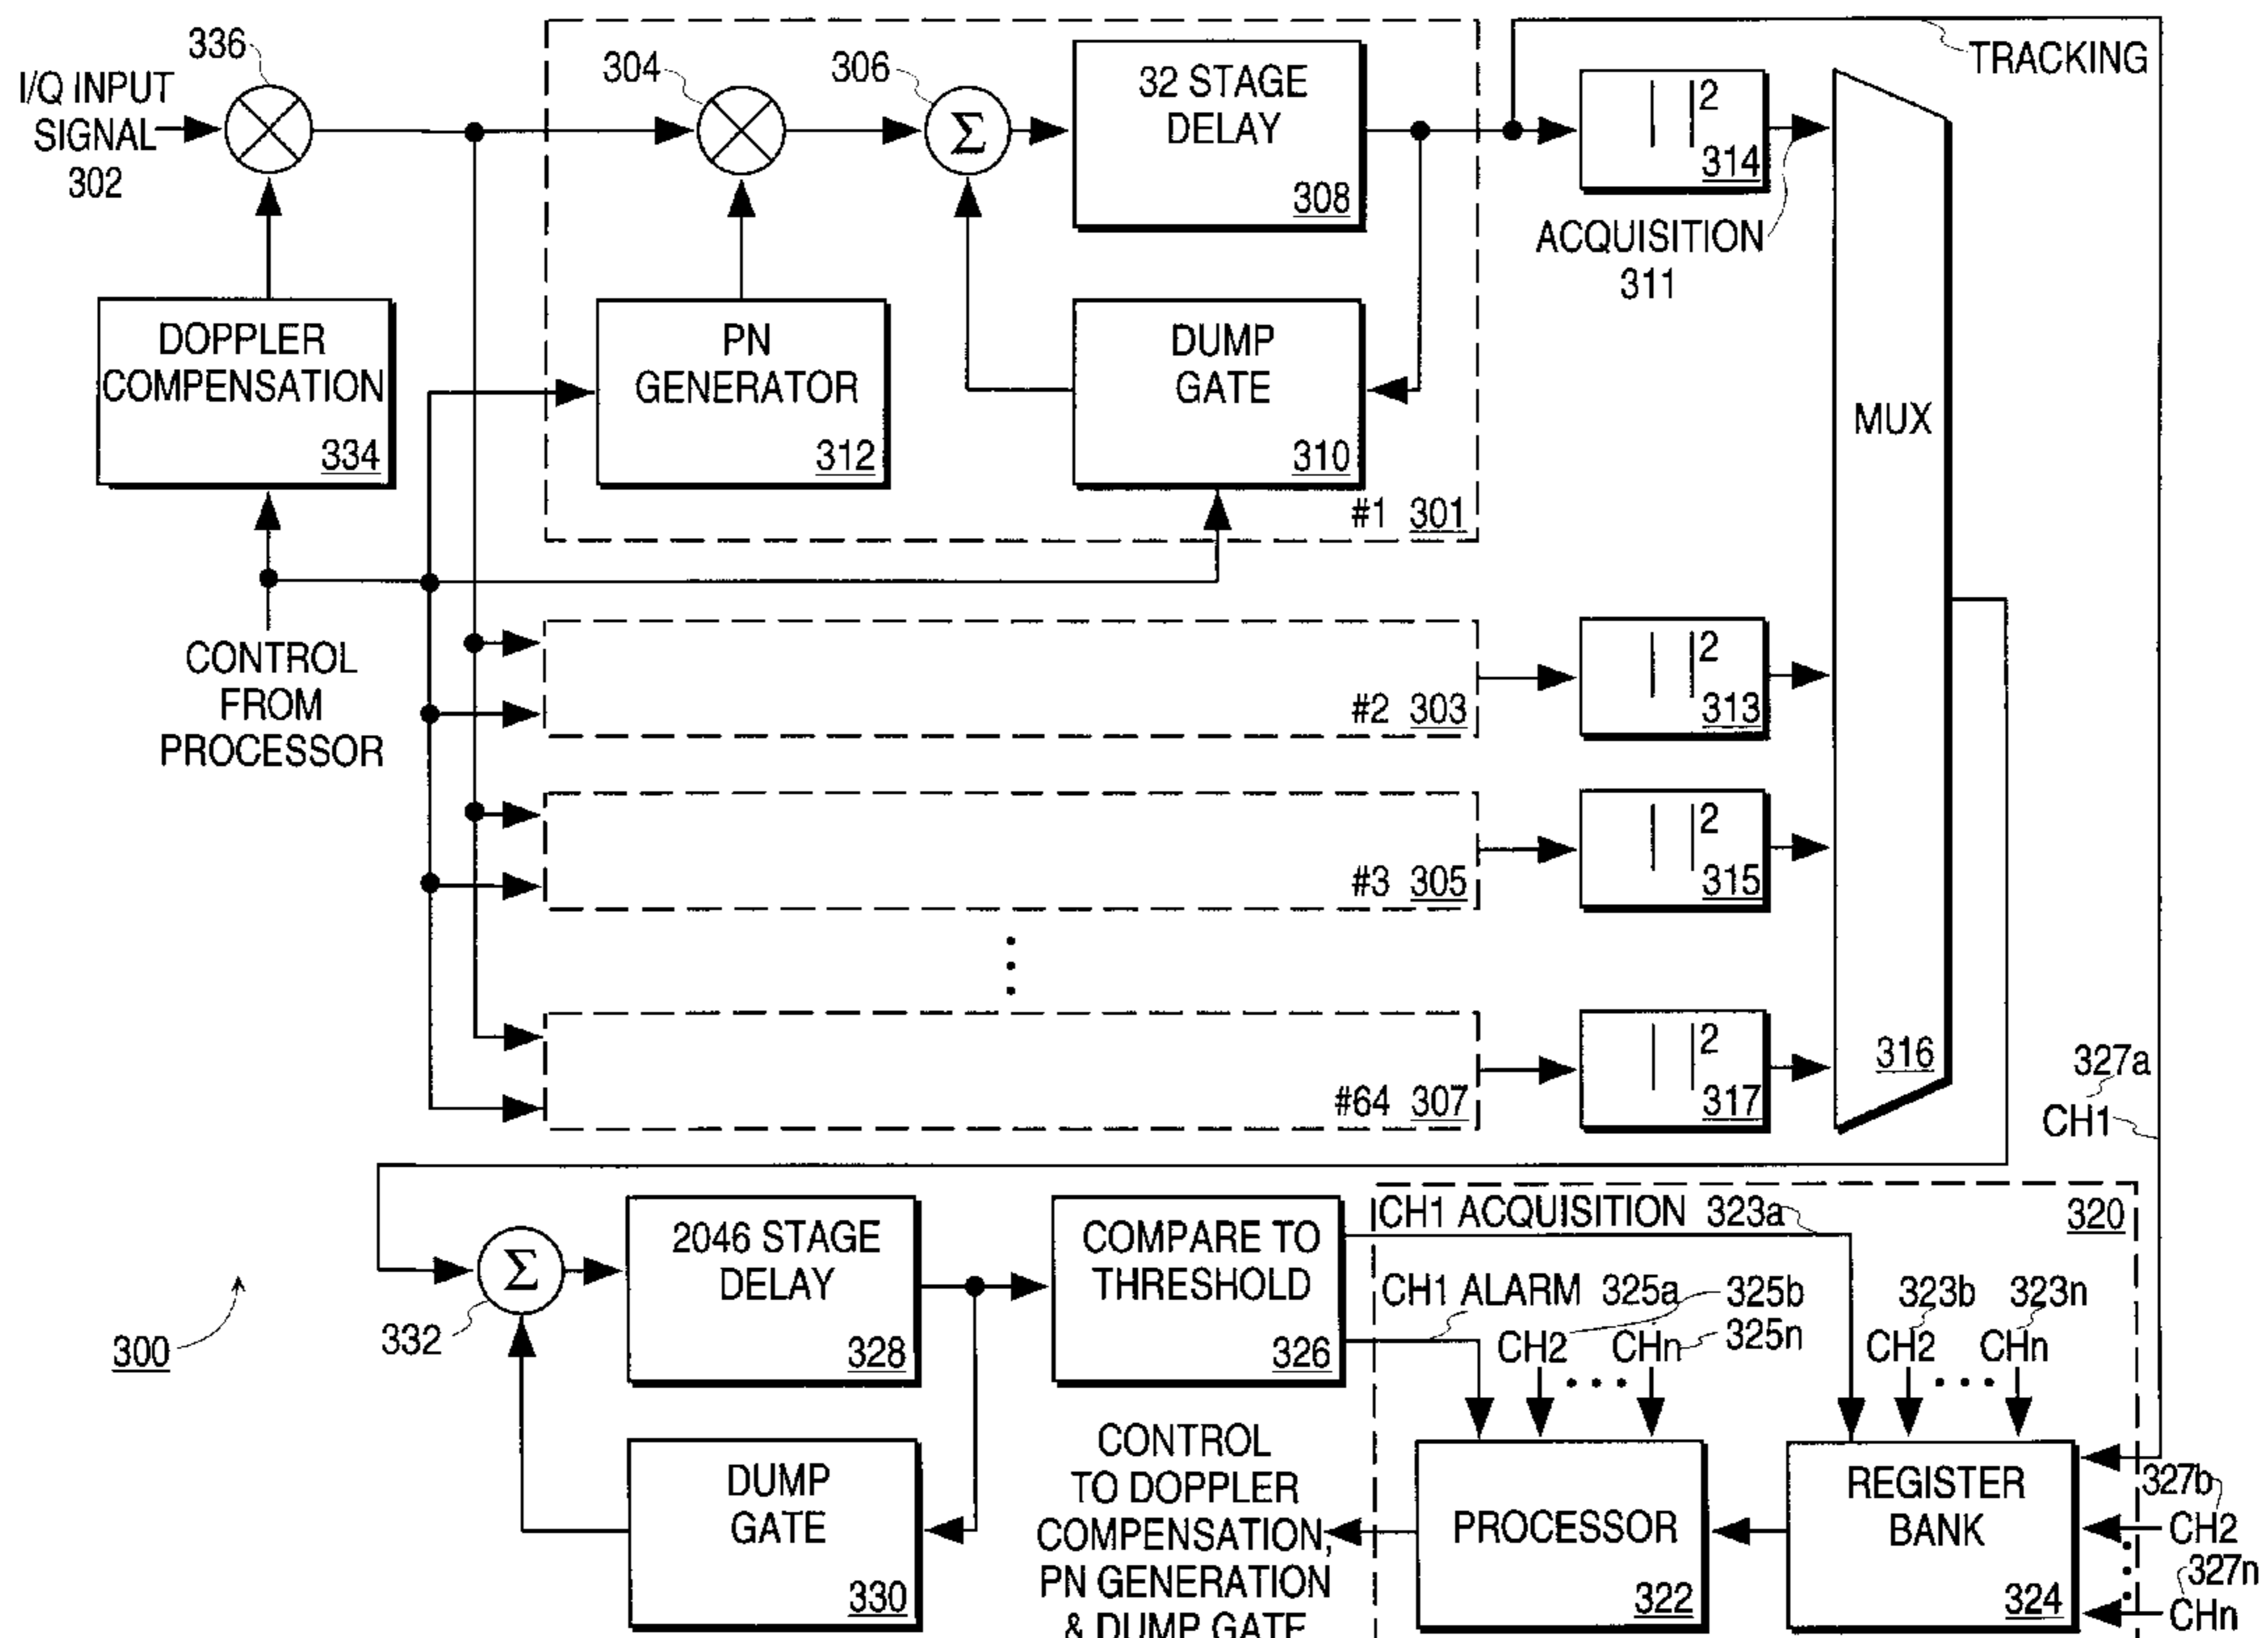 336
I/Q INPUT
SIGNAL
302
304
306
32 STAGE
DELAY
308
TRACKING
| |2
314
ACQUISITION
311
DOPPLER
COMPENSATION
334
PN
GENERATOR
312
DUMP
GATE
310
#1 301
MUX
316
CONTROL
FROM
PROCESSOR
#2 303
| |2
313
#3 305
| |2
315
#64 307
| |2
317
327a
CH1
Σ
Σ
332
2046 STAGE
DELAY
328
COMPARE TO
THRESHOLD
326
CH1 ACQUISITION 323a
320
CH1 ALARM 325a
325b
CH2
CHn
325n
323b
323n
CH2
CHn
300
DUMP
GATE
330
CONTROL
TO DOPPLER
COMPENSATION,
PN GENERATION
& DUMP GATE
PROCESSOR
322
REGISTER
BANK
324
327b
CH2
327n
CHn